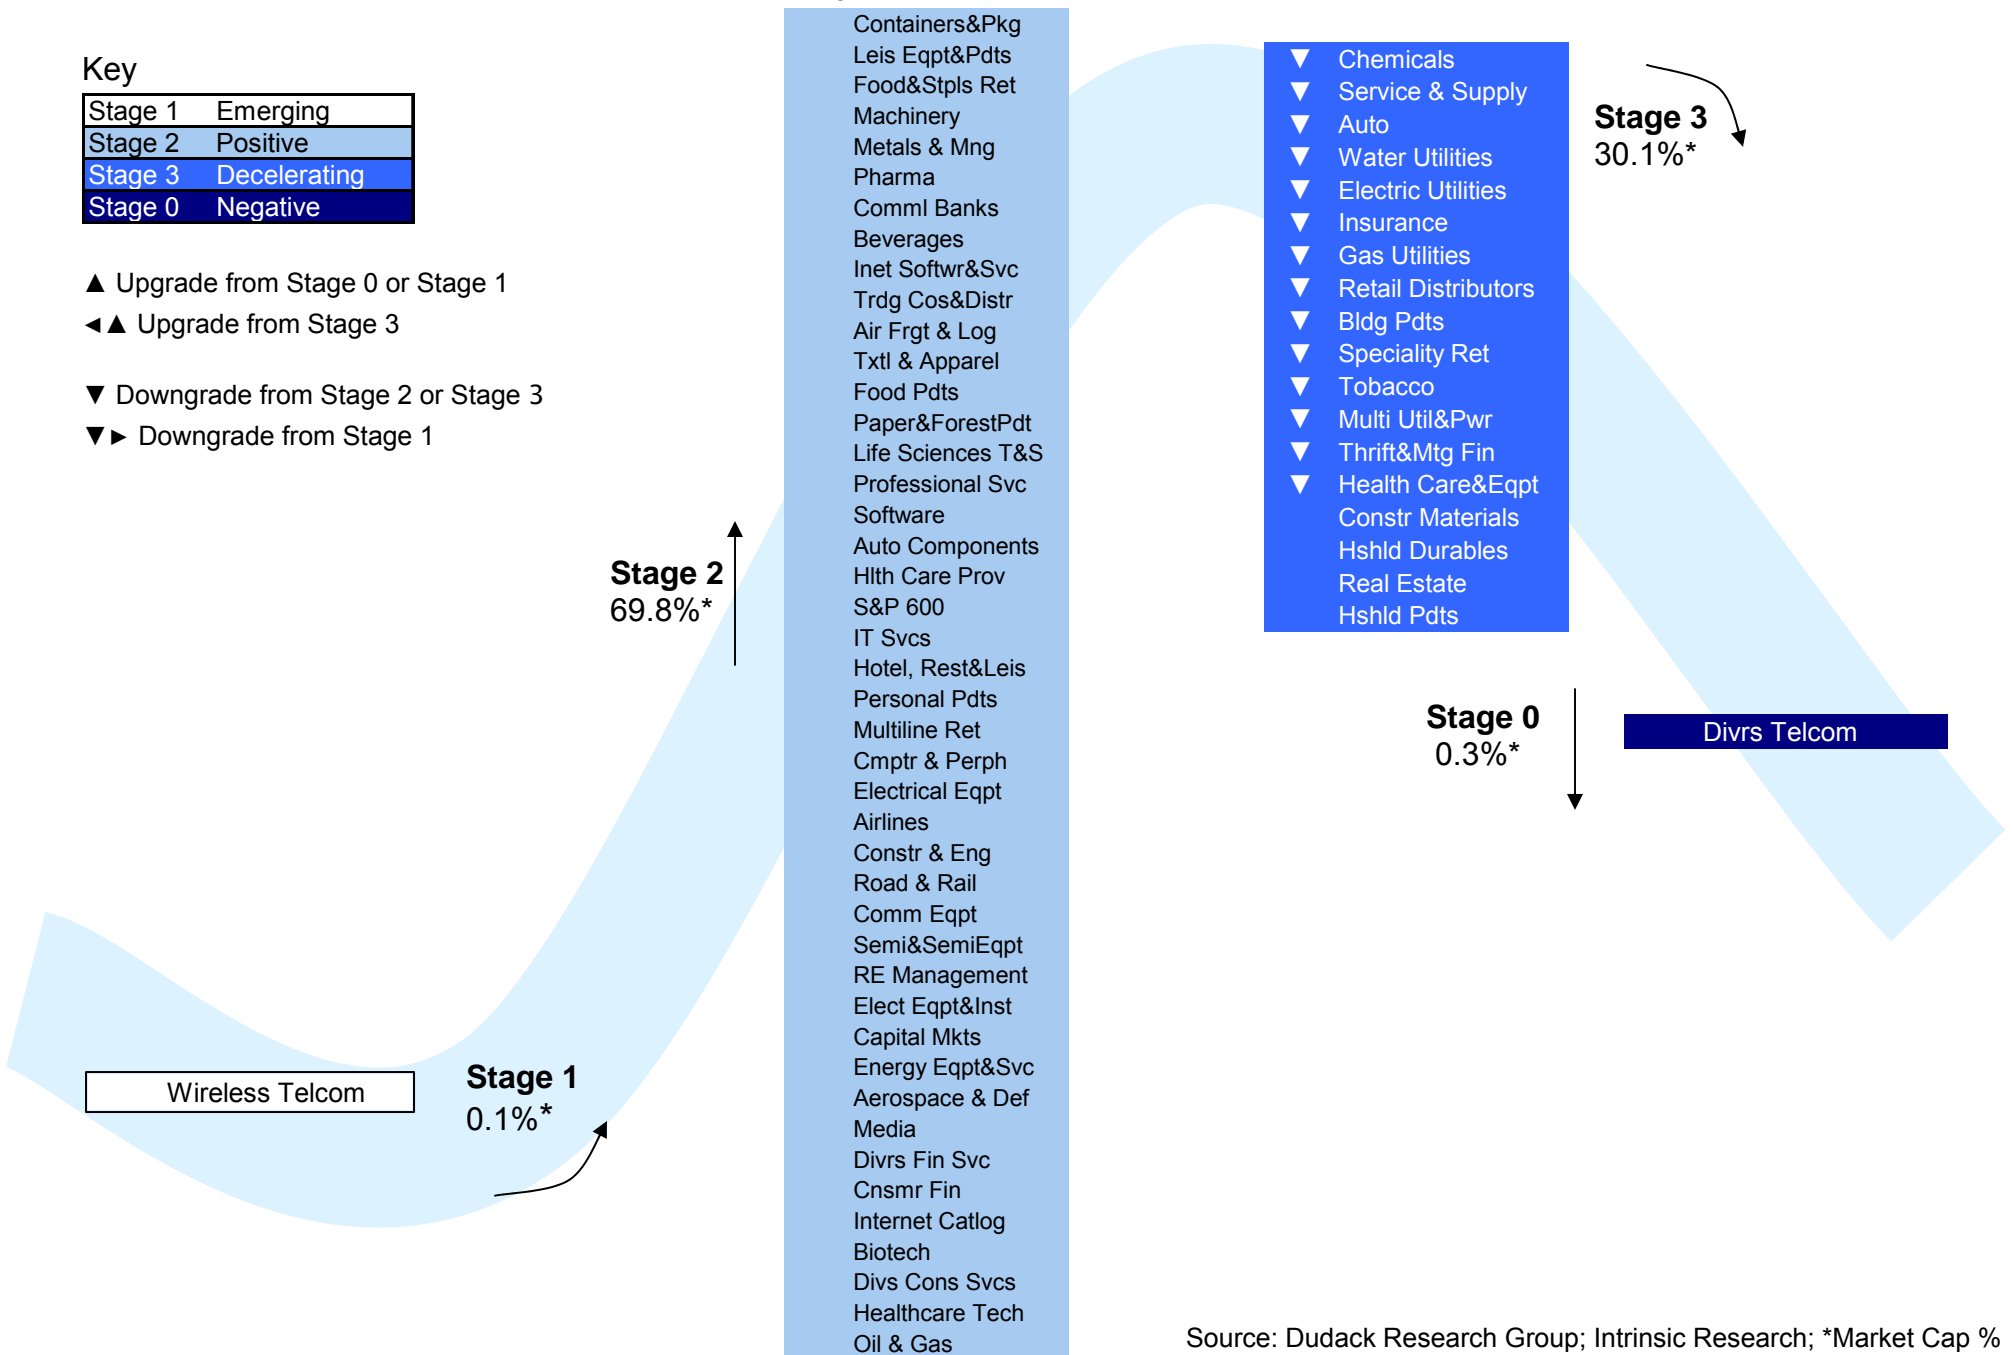 Key
Stage 1 Emerging
Stage 2 Positive
Stage 3 Decelerating
Stage 0 Negative
▲ Upgrade from Stage 0 or Stage 1
◄▲ Upgrade from Stage 3
▼ Downgrade from Stage 2 or Stage 3
▼► Downgrade from Stage 1
Stage 1
0.1%*
Wireless Telcom
Stage 2
69.8%*
Containers&Pkg
Leis Eqpt&Pdts
Food&Stpls Ret
Machinery
Metals & Mng
Pharma
Comml Banks
Beverages
Inet Softwr&Svc
Trdg Cos&Distr
Air Frgt & Log
Txtl & Apparel
Food Pdts
Paper&ForestPdt
Life Sciences T&S
Professional Svc
Software
Auto Components
Hlth Care Prov
S&P 600
IT Svcs
Hotel, Rest&Leis
Personal Pdts
Multiline Ret
Cmptr & Perph
Electrical Eqpt
Airlines
Constr & Eng
Road & Rail
Comm Eqpt
Semi&SemiEqpt
RE Management
Elect Eqpt&Inst
Capital Mkts
Energy Eqpt&Svc
Aerospace & Def
Media
Divrs Fin Svc
Cnsmr Fin
Internet Catlog
Biotech
Divs Cons Svcs
Healthcare Tech
Oil & Gas
▼ Chemicals
▼ Service & Supply
▼ Auto
▼ Water Utilities
▼ Electric Utilities
▼ Insurance
▼ Gas Utilities
▼ Retail Distributors
▼ Bldg Pdts
▼ Speciality Ret
▼ Tobacco
▼ Multi Util&Pwr
▼ Thrift&Mtg Fin
▼ Health Care&Eqpt
Constr Materials
Hshld Durables
Real Estate
Hshld Pdts
Stage 3
30.1%*
Stage 0
0.3%*
Divrs Telcom
Source: Dudack Research Group; Intrinsic Research; *Market Cap %